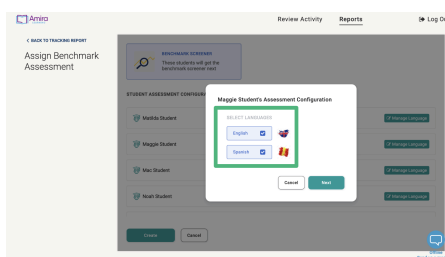 Amira
Review Activity
Reports
Log O
BACK TO TRACKING REPORT
Assign Benchmark
Assessment
BENCHMARK SCREENER
These students will get the
benchmark screener next
STUDENT ASSESSMENT CONFIGURA
Maggie Student's Assessment Configuration
SELECT LANGUAGES
English
Spanish
Cancel
Next
Matilda Student
Manage Language
Maggie Student
Manage Language
Mac Student
Manage Language
Noah Student
Manage Language
Create
Cancel